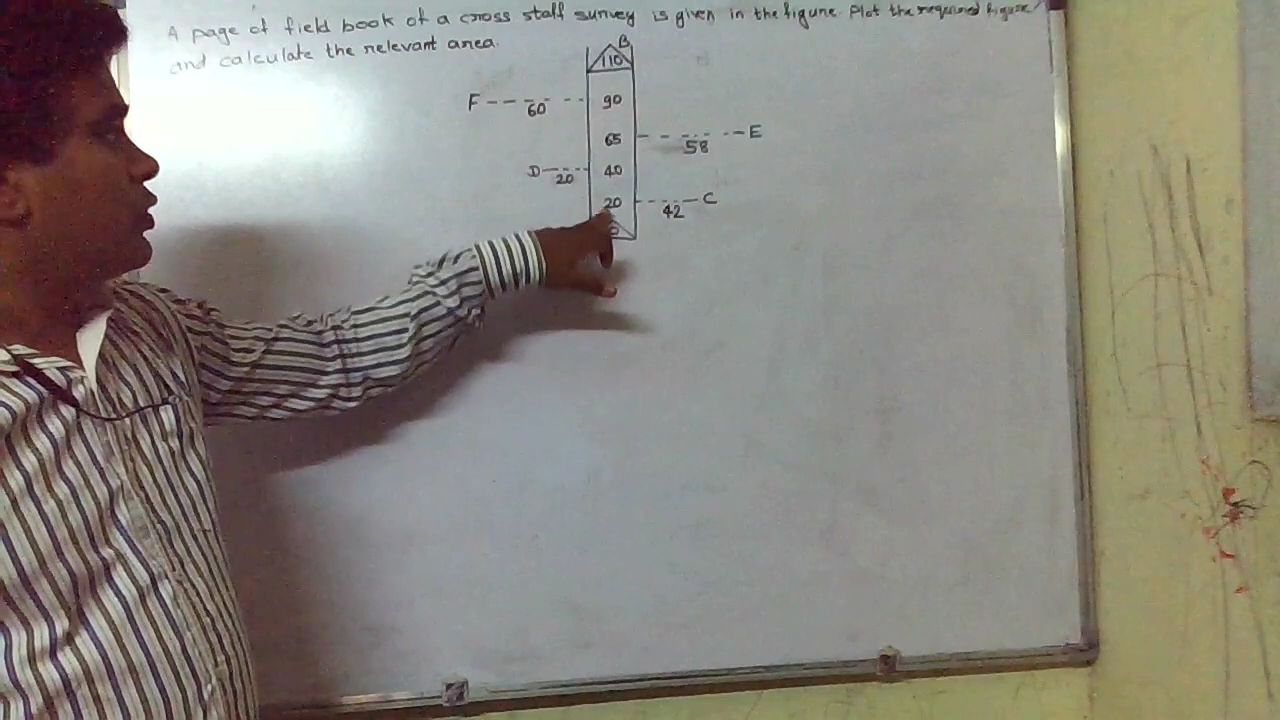 A page of field book of a cross staff survey is given in the figure. Plot the required figure
and calculate the relevant area.
B
110
F 60 90
65 58 E
D 20 40
20 42 C
0